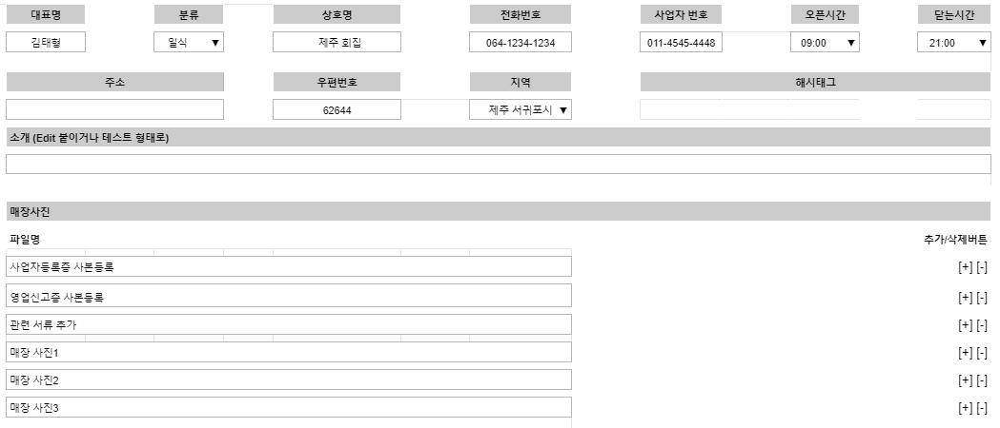 대표명 분류 상호명 전화번호 사업자 번호 오픈시간 닫는시간
김태형 일식 ▼ 제주 회집 064-1234-1234 011-4545-4448 09:00 ▼ 21:00 ▼
주소 우편번호 지역 해시태그
62644 제주 서귀포시 ▼
소개 (Edit 붙이거나 테스트 형태로)
매장사진
파일명 추가/삭제버튼
사업자등록증 사본등록 [+] [-]
영업신고증 사본등록 [+] [-]
관련 서류 추가 [+] [-]
매장 사진1 [+] [-]
매장 사진2 [+] [-]
매장 사진3 [+] [-]